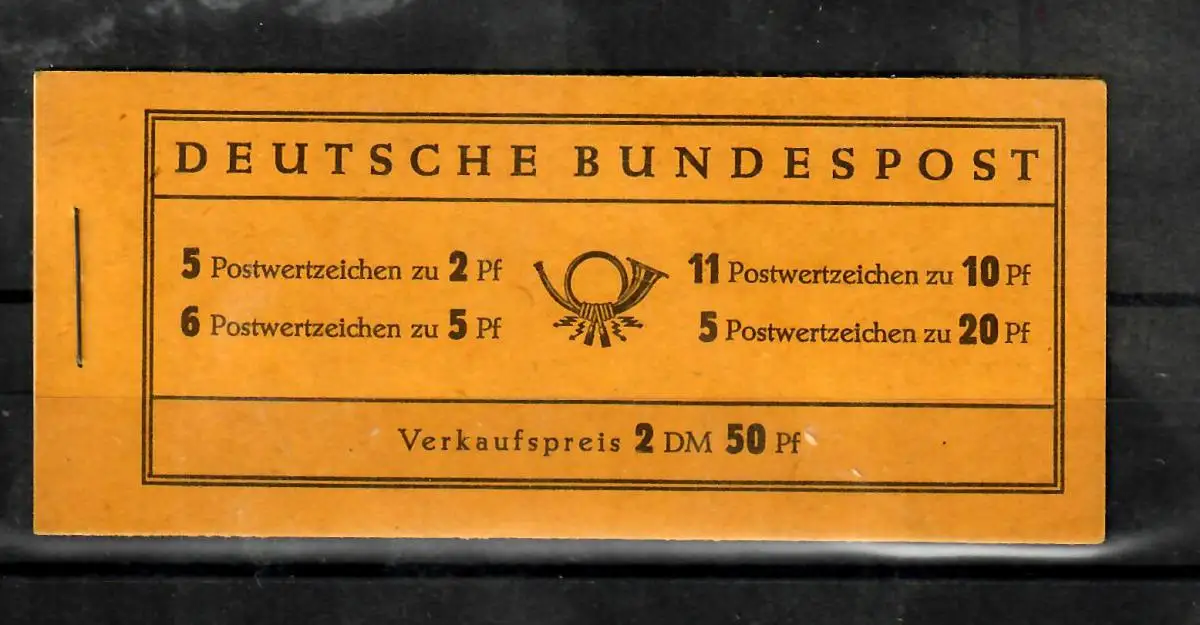 DEUTSCHE BUNDESPOST
5 Postwertzeichen zu 2 Pf
6 Postwertzeichen zu 5 Pf
11 Postwertzeichen zu 10 Pf
5 Postwertzeichen zu 20 Pf
Verkaufspreis 2 DM 50 Pf